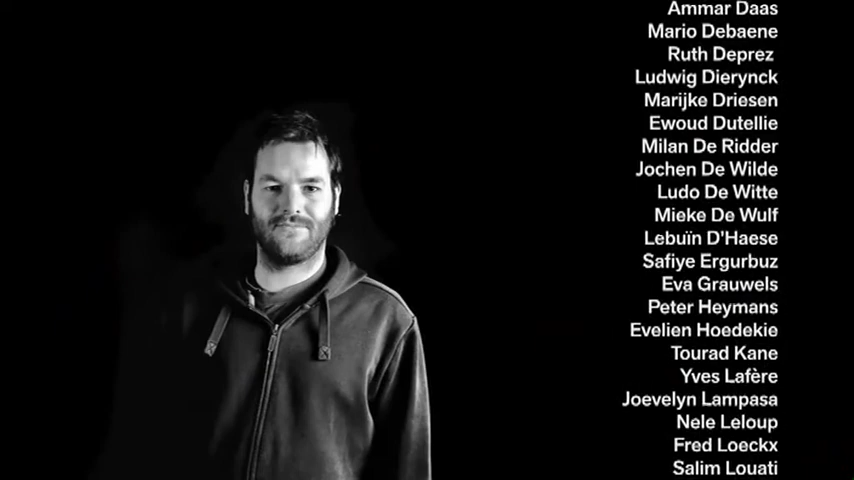 Ammar Daas
Mario Debaene
Ruth Deprez
Ludwig Dierynck
Marijke Driesen
Ewoud Dutellie
Milan De Ridder
Jochen De Wilde
Ludo De Witte
Mieke De Wulf
Lebuïn D'Haese
Safiye Ergurbuz
Eva Grauwels
Peter Heymans
Evelien Hoedekie
Tourad Kane
Yves Lafère
Joevelyn Lampasa
Nele Leloup
Fred Loeckx
Salim Louati